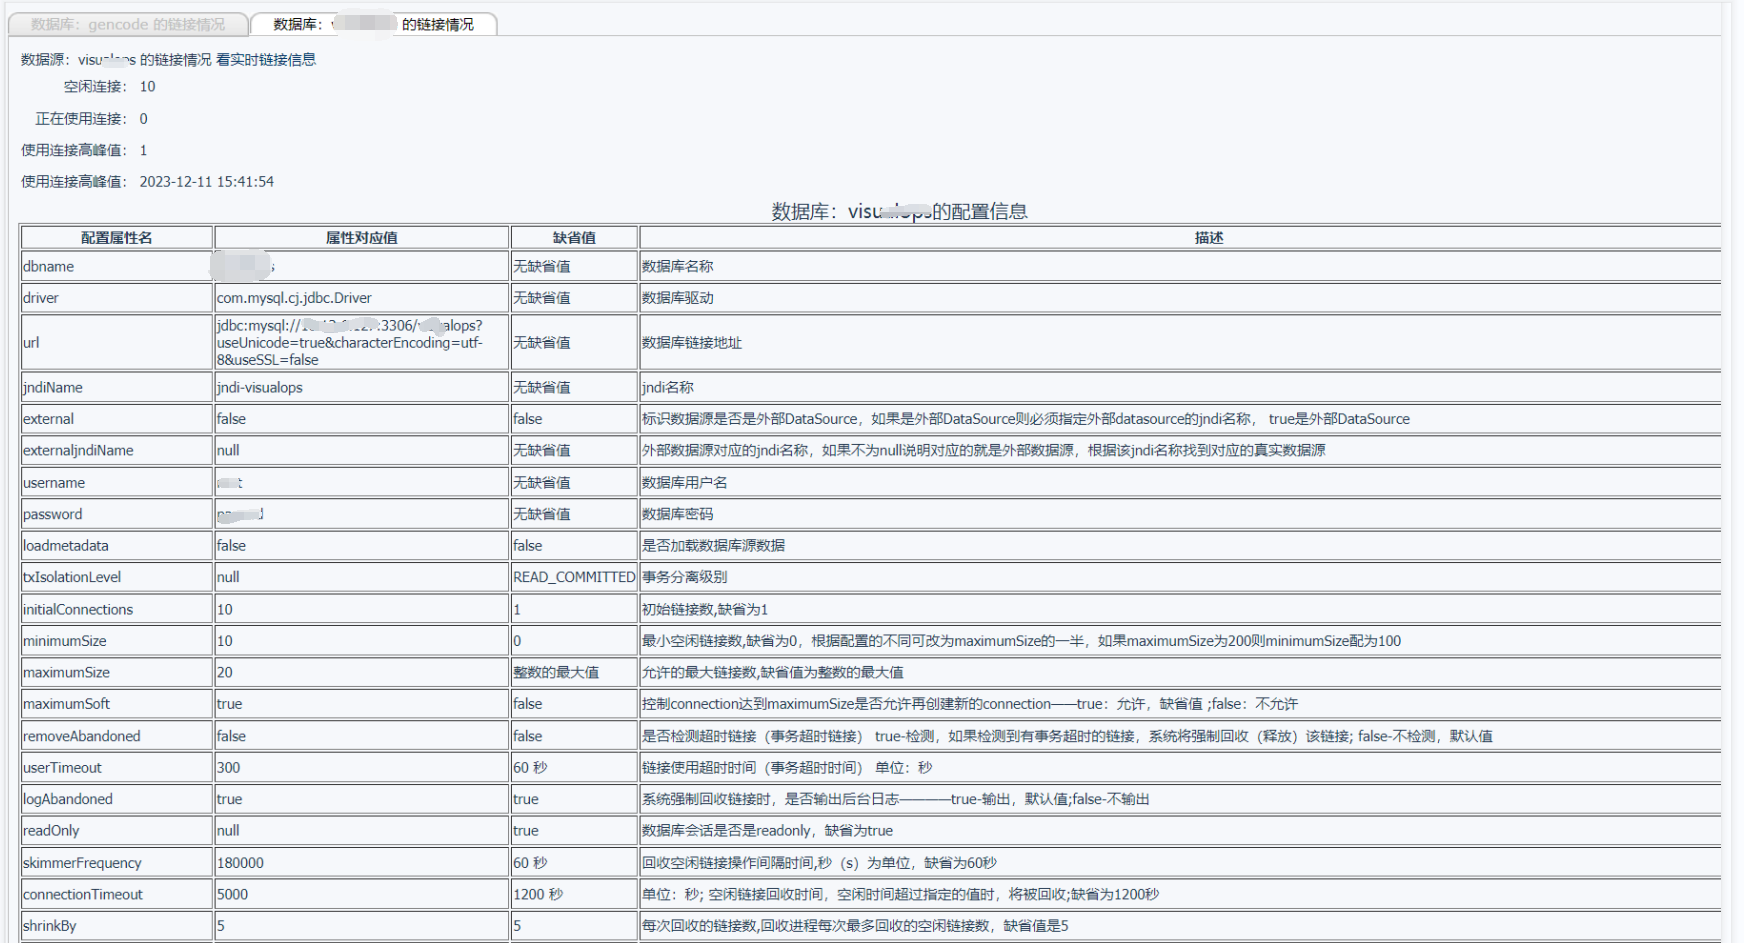 数据库：gencode 的链接情况
数据库： 的链接情况
数据源：visualops 的链接情况 看实时链接信息
空闲连接： 10
正在使用连接： 0
使用连接高峰值： 1
使用连接高峰值： 2023-12-11 15:41:54
数据库：visualops的配置信息
配置属性名 属性对应值 缺省值 描述
dbname 无缺省值 数据库名称
driver com.mysql.cj.jdbc.Driver 无缺省值 数据库驱动
jdbc:mysql:// :3306/ alops?
useUnicode=true&characterEncoding=utf-
8&useSSL=false
url 无缺省值 数据库链接地址
jndiName jndi-visualops 无缺省值 jndi名称
external false false 标识数据源是否是外部DataSource，如果是外部DataSource则必须指定外部datasource的jndi名称， true是外部DataSource
externaljndiName null 无缺省值 外部数据源对应的jndi名称，如果不为null说明对应的就是外部数据源，根据该jndi名称找到对应的真实数据源
username 无缺省值 数据库用户名
password 无缺省值 数据库密码
loadmetadata false false 是否加载数据库源数据
txIsolationLevel null READ_COMMITTED 事务分离级别
initialConnections 10 1 初始链接数,缺省为1
minimumSize 10 0 最小空闲链接数,缺省为0，根据配置的不同可改为maximumSize的一半，如果maximumSize为200则minimumSize配为100
maximumSize 20 整数的最大值 允许的最大链接数,缺省值为整数的最大值
maximumSoft true false 控制connection达到maximumSize是否允许再创建新的connection——true：允许，缺省值 ;false：不允许
removeAbandoned false false 是否检测超时链接（事务超时链接） true-检测，如果检测到有事务超时的链接，系统将强制回收（释放）该链接; false-不检测，默认值
userTimeout 300 60 秒 链接使用超时时间（事务超时时间） 单位：秒
logAbandoned true true 系统强制回收链接时，是否输出后台日志————true-输出，默认值;false-不输出
readOnly null true 数据库会话是否是readonly，缺省为true
skimmerFrequency 180000 60 秒 回收空闲链接操作间隔时间,秒（s）为单位，缺省为60秒
connectionTimeout 5000 1200 秒 单位：秒; 空闲链接回收时间，空闲时间超过指定的值时，将被回收;缺省为1200秒
shrinkBy 5 5 每次回收的链接数,回收进程每次最多回收的空闲链接数，缺省值是5